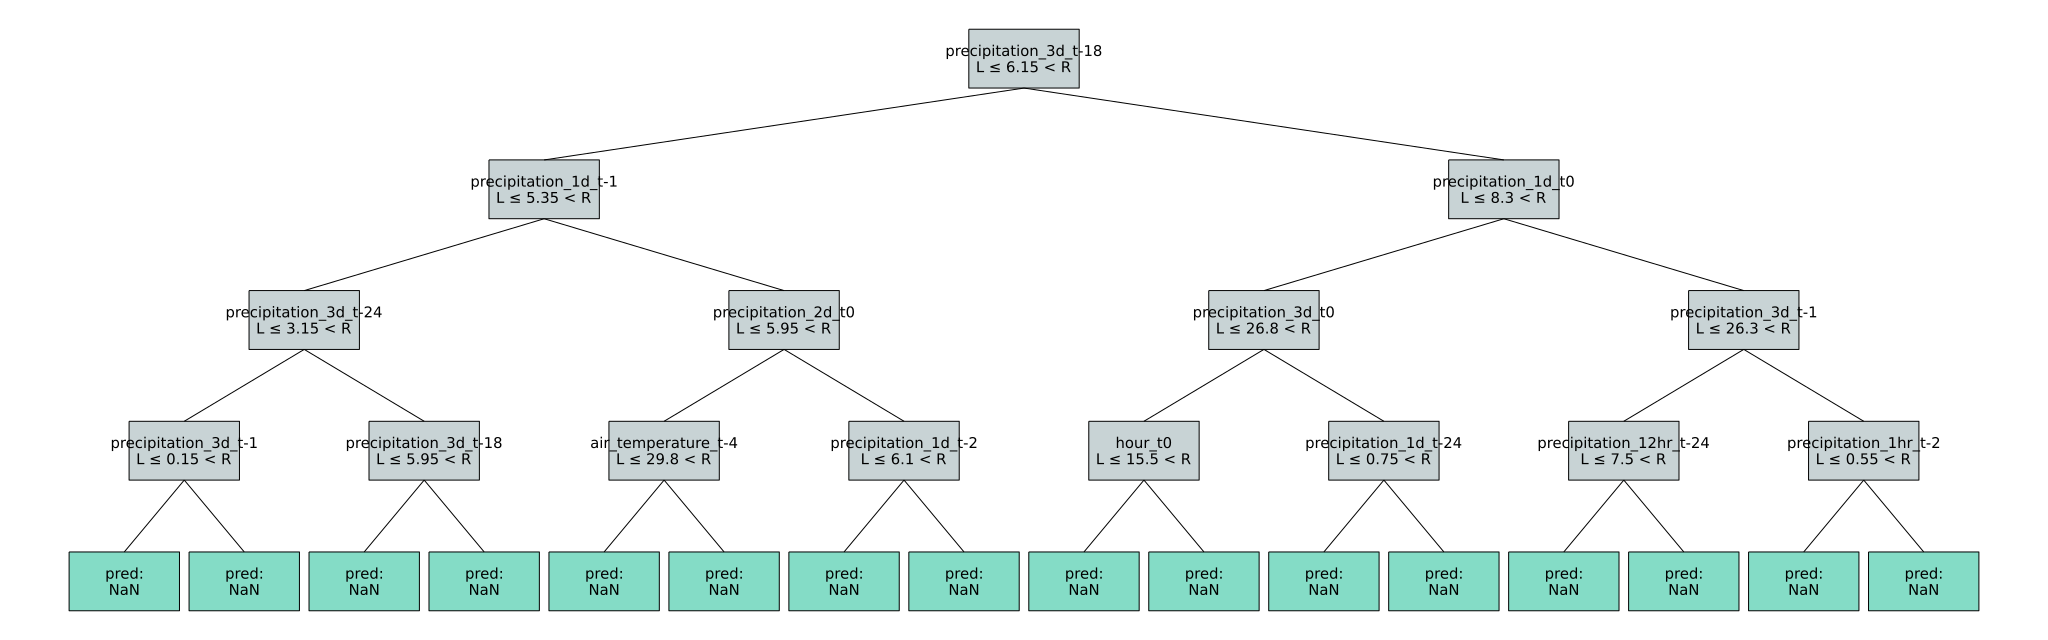 precipitation_3d_t-18
L ≤ 6.15 < R
precipitation_1d_t-1
L ≤ 5.35 < R
precipitation_1d_t0
L ≤ 8.3 < R
precipitation_3d_t-24
L ≤ 3.15 < R
precipitation_2d_t0
L ≤ 5.95 < R
precipitation_3d_t0
L ≤ 26.8 < R
precipitation_3d_t-1
L ≤ 26.3 < R
precipitation_3d_t-1
L ≤ 0.15 < R
precipitation_3d_t-18
L ≤ 5.95 < R
air_temperature_t-4
L ≤ 29.8 < R
precipitation_1d_t-2
L ≤ 6.1 < R
hour_t0
L ≤ 15.5 < R
precipitation_1d_t-24
L ≤ 0.75 < R
precipitation_12hr_t-24
L ≤ 7.5 < R
precipitation_1hr_t-2
L ≤ 0.55 < R
pred:
NaN
pred:
NaN
pred:
NaN
pred:
NaN
pred:
NaN
pred:
NaN
pred:
NaN
pred:
NaN
pred:
NaN
pred:
NaN
pred:
NaN
pred:
NaN
pred:
NaN
pred:
NaN
pred:
NaN
pred:
NaN